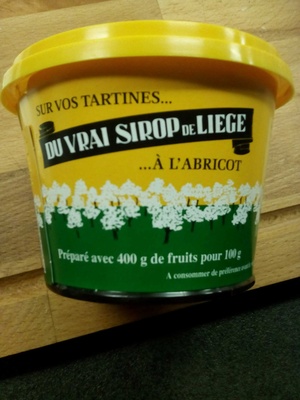 SUR VOS TARTINES...
DU VRAI SIROP DE LIEGE
...À L'ABRICOT
Préparé avec 400 g de fruits pour 100 g
A consommer de préférence